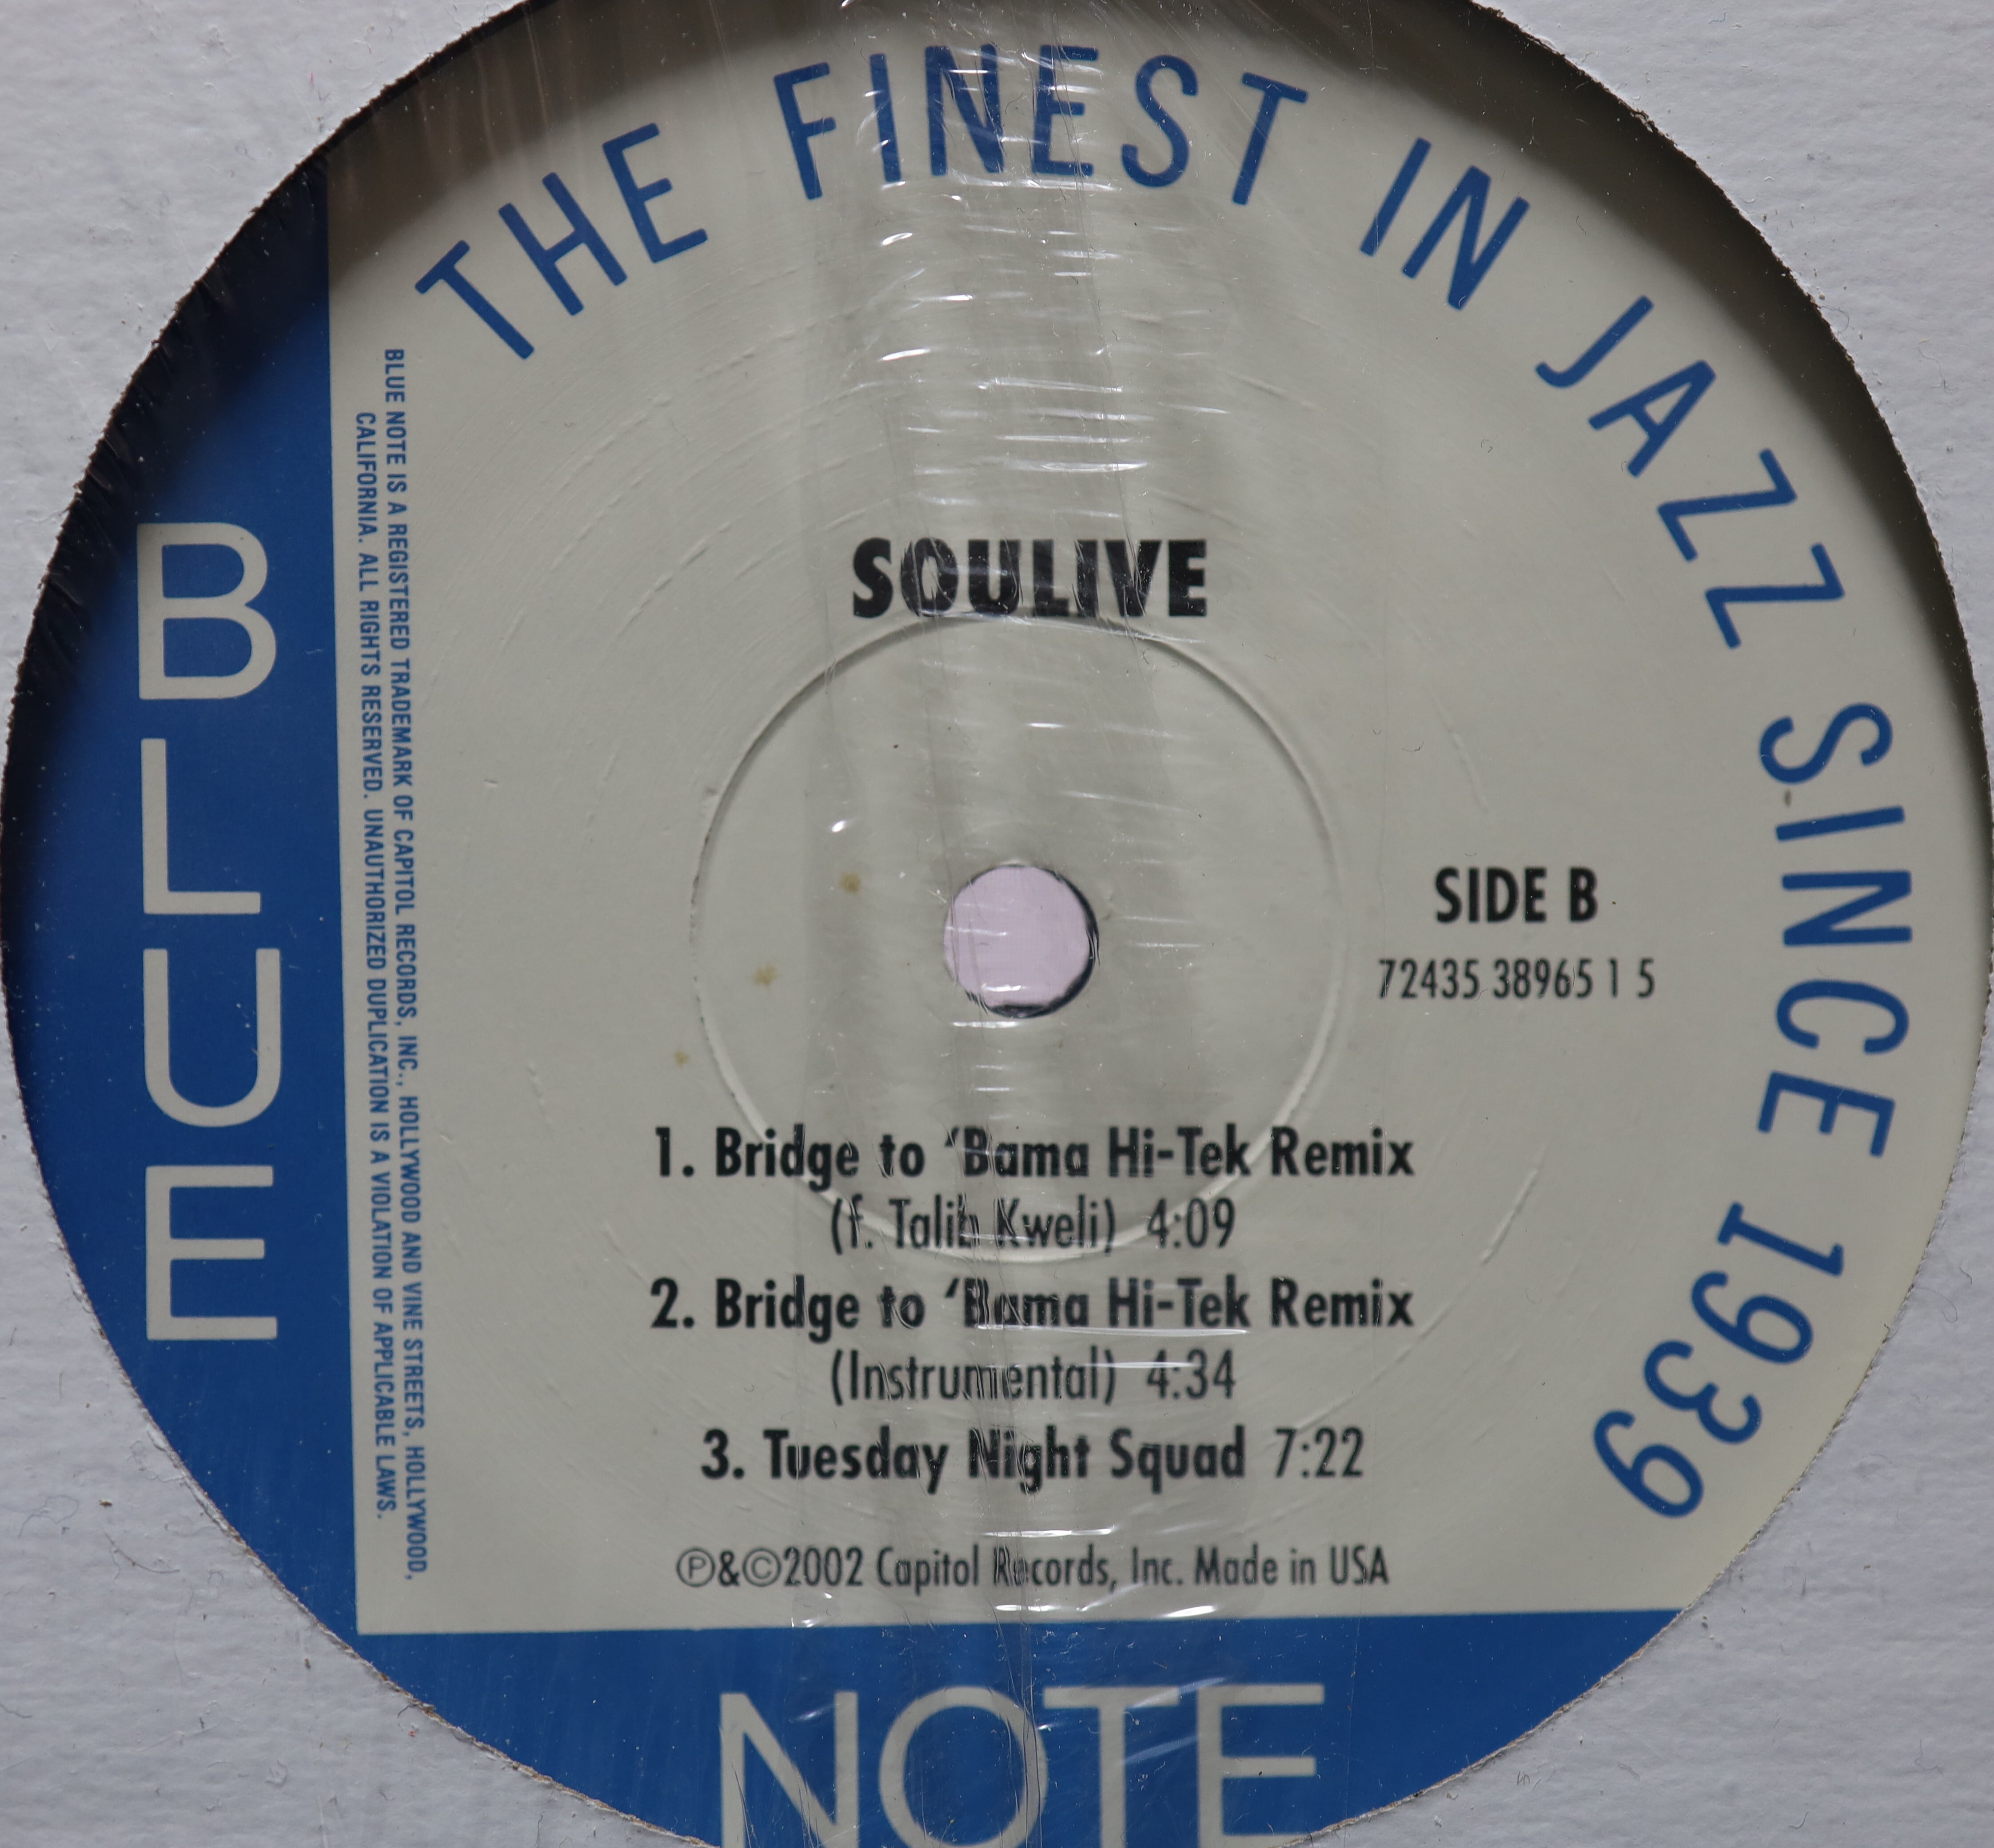 THE FINEST IN JAZZ SINCE 1939
BLUE
BLUE NOTE IS A REGISTERED TRADEMARK OF CAPITOL RECORDS, INC., HOLLYWOOD AND VINE STREETS, HOLLYWOOD,
CALIFORNIA. ALL RIGHTS RESERVED. UNAUTHORIZED DUPLICATION IS A VIOLATION OF APPLICABLE LAWS.
SOULIVE
SIDE B
72435 38965 1 5
1. Bridge to ‘Bama Hi-Tek Remix
(f. Talib Kweli) 4:09
2. Bridge to ‘Bama Hi-Tek Remix
(Instrumental) 4:34
3. Tuesday Night Squad 7:22
℗&©2002 Capitol Records, Inc. Made in USA
NOTE